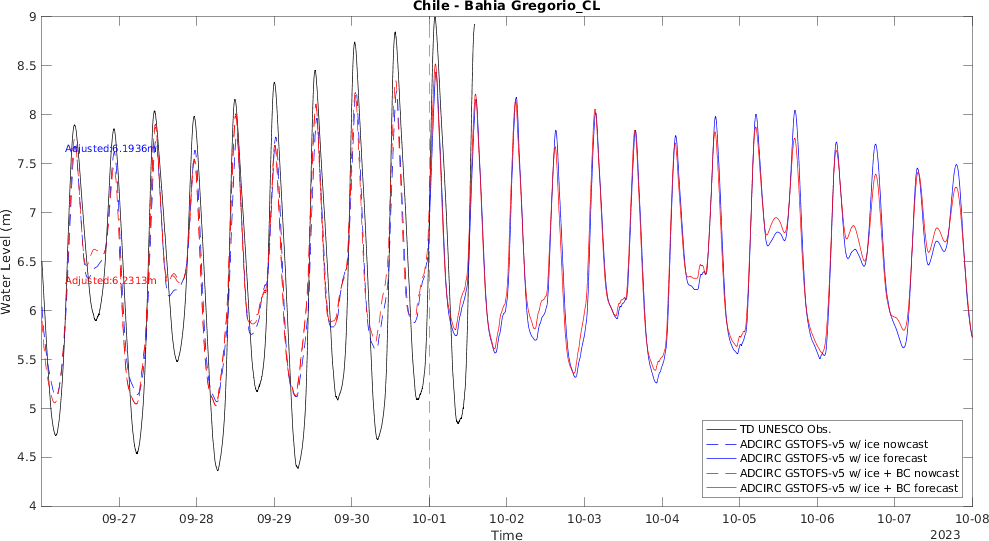 Chile - Bahia Gregorio_CL
Water Level (m)
9
8.5
8
7.5
7
6.5
6
5.5
5
4.5
4
Adjusted:6.1936m
Adjusted:6.2313m
TD UNESCO Obs.
ADCIRC GSTOFS-v5 w/ ice nowcast
ADCIRC GSTOFS-v5 w/ ice forecast
ADCIRC GSTOFS-v5 w/ ice + BC nowcast
ADCIRC GSTOFS-v5 w/ ice + BC forecast
09-27 09-28 09-29 09-30 10-01 10-02 10-03 10-04 10-05 10-06 10-07 10-08
Time
2023